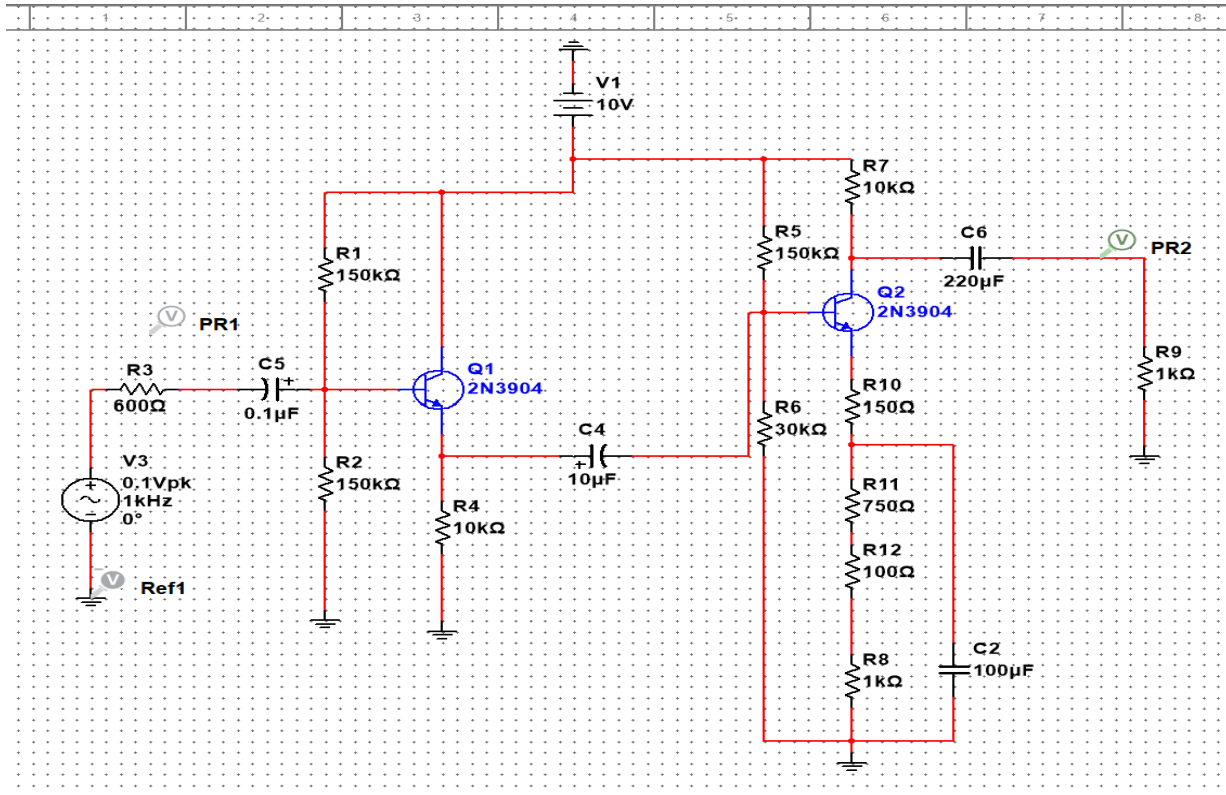 1 2 3 4 5 6 7 8
V1
10V
R7
10kΩ
R5
150kΩ
C6
220µF
V
PR2
R1
150kΩ
Q2
2N3904
V
PR1
R3
600Ω
C5
+
0.1µF
Q1
2N3904
R9
1kΩ
R10
150Ω
R6
30kΩ
C4
+
10µF
V3
+
0.1Vpk
1kHz
0°
R2
150kΩ
R4
10kΩ
R11
750Ω
R12
100Ω
V
Ref1
R8
1kΩ
C2
100µF